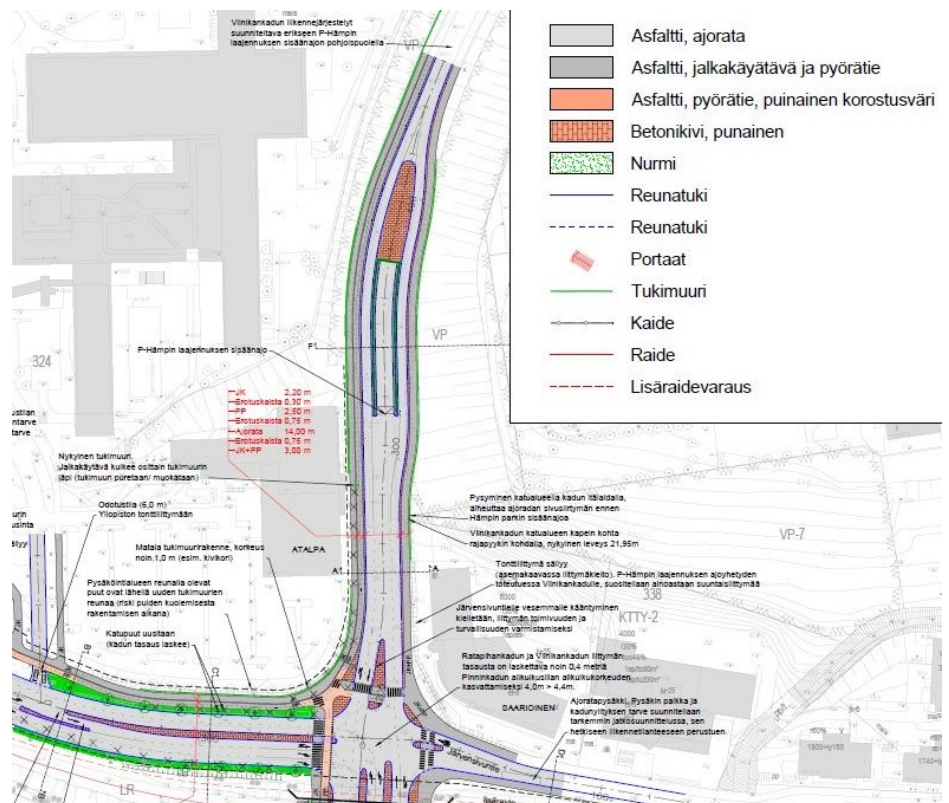 Viinikankadun liikennejärjestelyt
suunniteltava erikseen P-Hämpin
laajennuksen sisäänajon pohjoispuolella
VP
Asfaltti, ajorata
Asfaltti, jalkakäytävä ja pyörätie
Asfaltti, pyörätie, puinainen korostusväri
Betonikivi, punainen
Nurmi
Reunatuki
Reunatuki
Portaat
Tukimuuri
Kaide
Raide
Lisäraidevaraus
VP
324
P-Hämpin laajennuksen sisäänajo
JK 2,20 m
Erotuskaista 0,30 m
PP 2,50 m
Erotuskaista 0,75 m
Ajorata 14,00 m
Erotuskaista 0,75 m
JK+PP 3,00 m
300
Nykyinen tukimuuri.
Jalkakäytävä kulkee osittain tukimuurin
läpi (tukimuuri puretaan/ muokataan)
Odotustila (6,0 m)
Yliopiston tonttiliittymään
Matala tukimuurirakenne, korkeus
noin 1,0 m (esim. kivikori)
ATALPA
Pysäköintialueen reunalla olevat
puut ovat lähellä uuden tukimuurien
reunaa (riski puiden kuolemisesta
rakentamisen aikana)
Katupuut uusitaan
(kadun tasaus laskee)
Pysyminen katualueella kadun itälaidalla,
aiheuttaa ajoradan sivusiirtymän ennen
Hämpin parkin sisäänajoa
Viinikankadun katualueen kapein kohta
rajapyykin kohdalla, nykyinen leveys 21,95m
VP-7
Tonttiliittymä säilyy
(asemakaavassa liittymäkielto). P-Hämpin laajennuksen ajoyhteyden
toteutuessa Viinikankadulle, suositellaan ainoastaan suuntaisliittymää
338
KTTY-2
4000
Järvensivuntielle vasemmalle kääntyminen
kielletään, liittymän toimivuuden ja
turvallisuuden varmistamiseksi
Ratapihankadun ja Viinikankadun liittymän
tasausta on laskettava noin 0,4 metriä
Pinninkadun alikulkusillan alikulkukorkeuden
kasvattamiseksi 4,0m > 4,4m.
SAARIOINEN
Ajoratapysäkki. Pysäkin paikka ja
kadunylityksen tarve suunnitellaan
tarkemmin jatkosuunnittelussa, sen
hetkiseen liikennetilanteeseen perustuen.
Järvensivuntie
LR